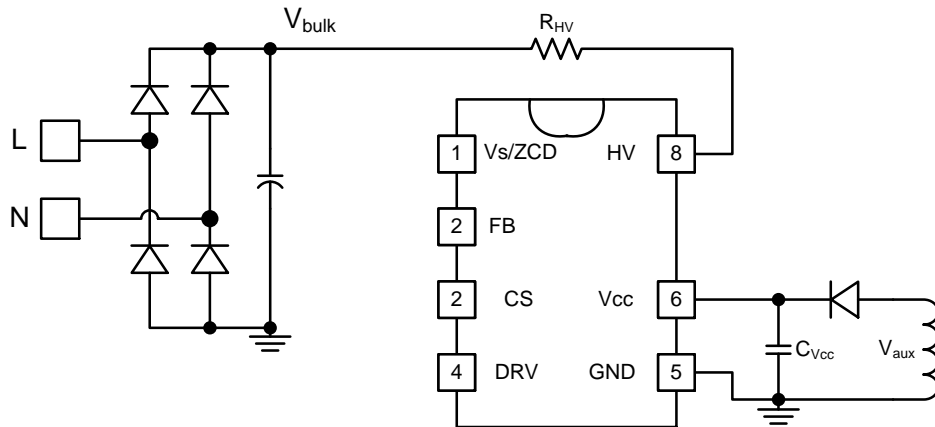 V_bulk
R_HV
L
N
1 Vs/ZCD
HV 8
2 FB
2 CS
Vcc 6
4 DRV
GND 5
C_Vcc
V_aux